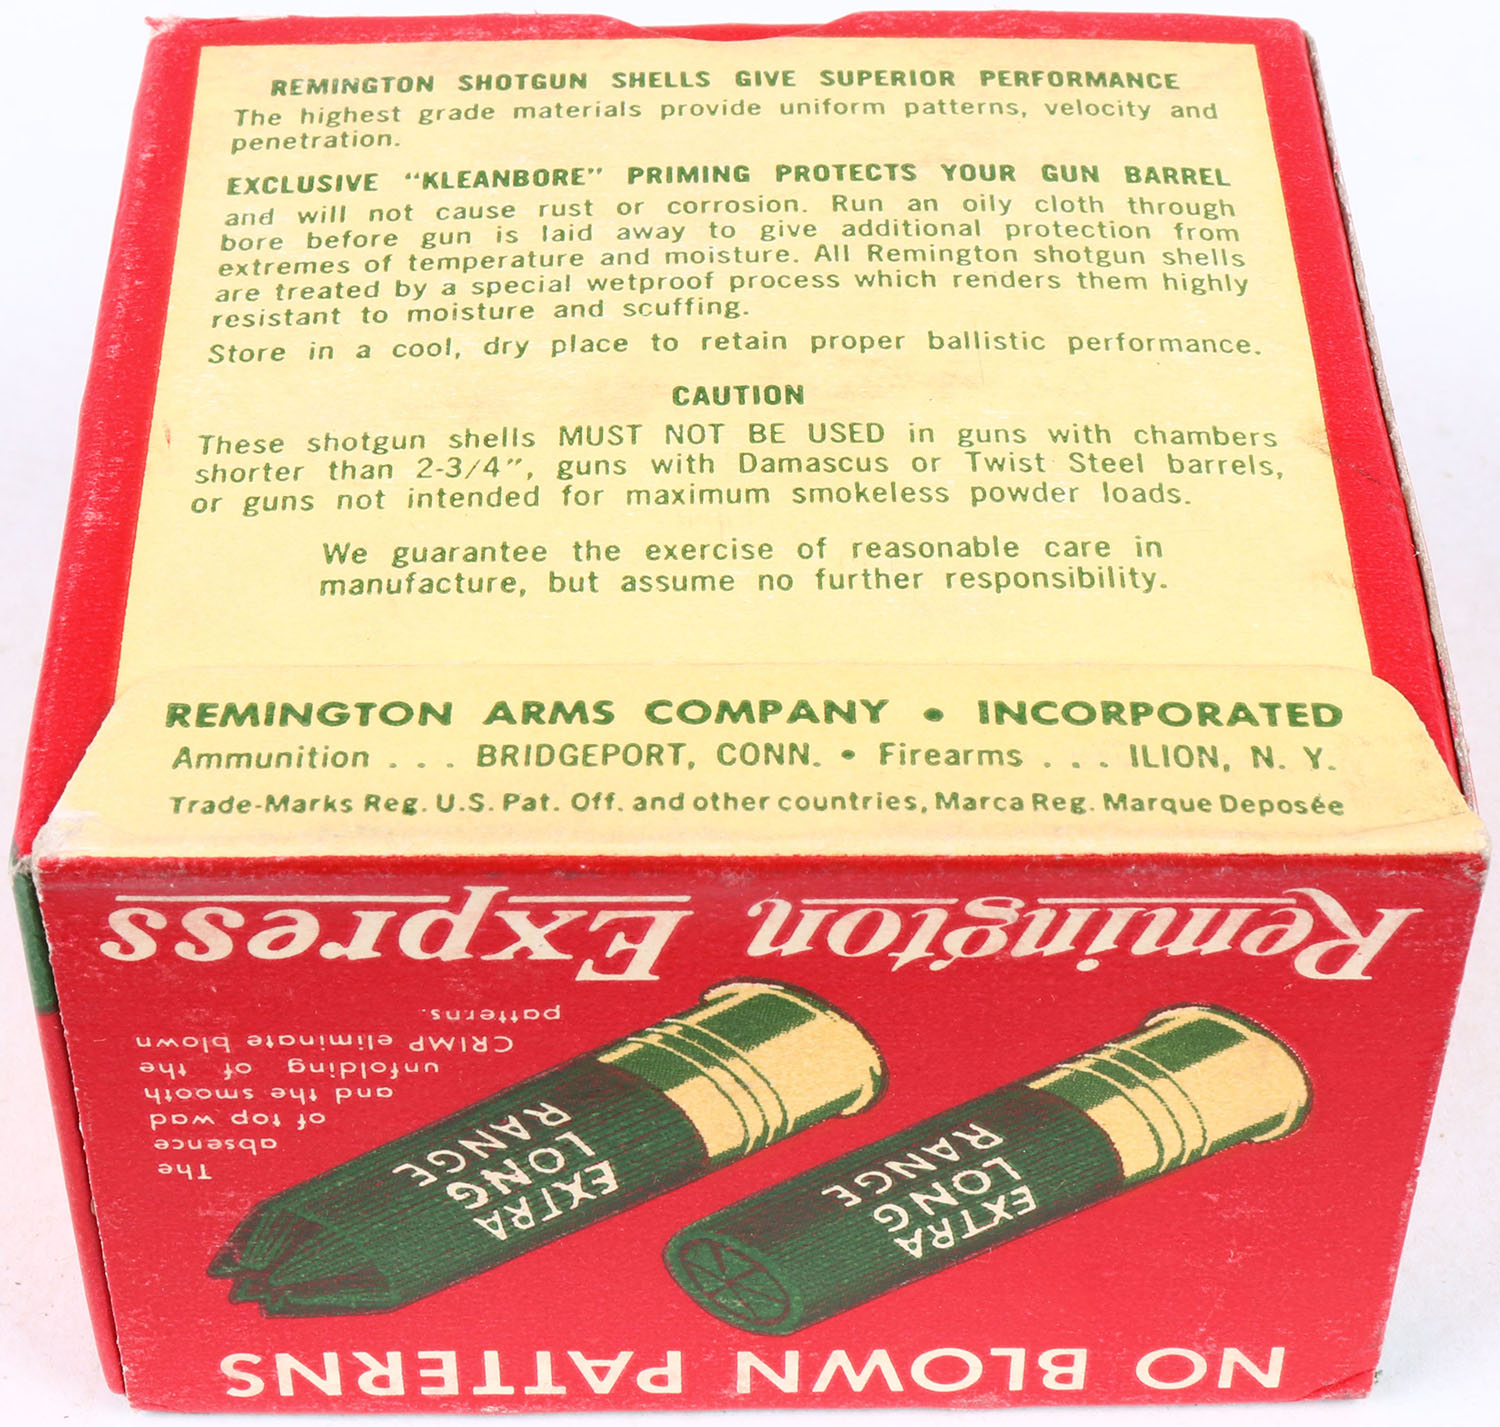 REMINGTON SHOTGUN SHELLS GIVE SUPERIOR PERFORMANCE
The highest grade materials provide uniform patterns, velocity and
penetration.
EXCLUSIVE "KLEANBORE" PRIMING PROTECTS YOUR GUN BARREL
and will not cause rust or corrosion. Run an oily cloth through
bore before gun is laid away to give additional protection from
extremes of temperature and moisture. All Remington shotgun shells
are treated by a special wetproof process which renders them highly
resistant to moisture and scuffing.
Store in a cool, dry place to retain proper ballistic performance.
CAUTION
These shotgun shells MUST NOT BE USED in guns with chambers
shorter than 2-3/4", guns with Damascus or Twist Steel barrels,
or guns not intended for maximum smokeless powder loads.
We guarantee the exercise of reasonable care in
manufacture, but assume no further responsibility.
REMINGTON ARMS COMPANY • INCORPORATED
Ammunition . . . BRIDGEPORT, CONN. • Firearms . . . ILION, N. Y.
Trade-Marks Reg. U.S. Pat. Off. and other countries, Marca Reg. Marque Deposée
NO BLOWN PATTERNS
EXTRA
LONG
RANGE
EXTRA
LONG
RANGE
The
absence
of top wad
and the smooth
unfolding of the
CRIMP eliminate blown
patterns.
Remington Express